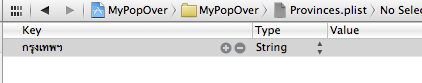 MyPopOver MyPopOver Provinces.plist No Selec
Key Type Value
กรุงเทพฯ String